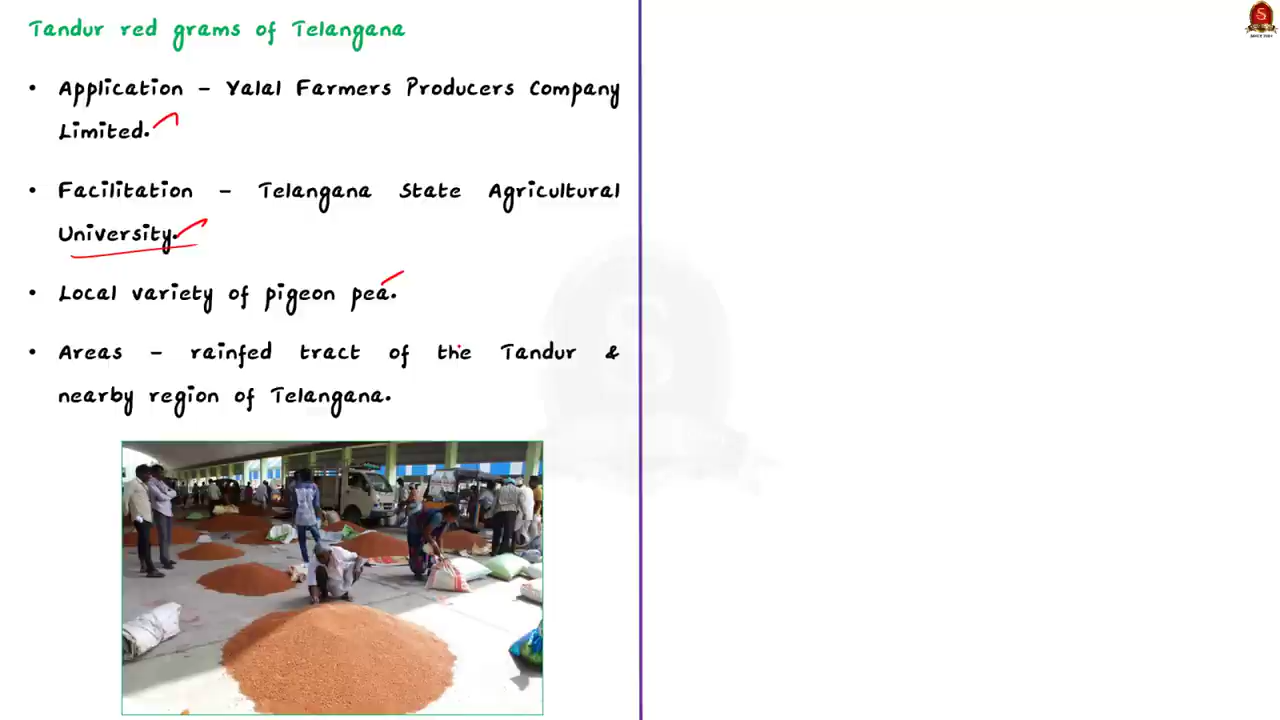 Tandur red grams of Telangana
• Application – Yalal Farmers Producers Company
Limited.
• Facilitation – Telangana State Agricultural
University.
• Local variety of pigeon pea.
• Areas – rainfed tract of the Tandur &
nearby region of Telangana.
S